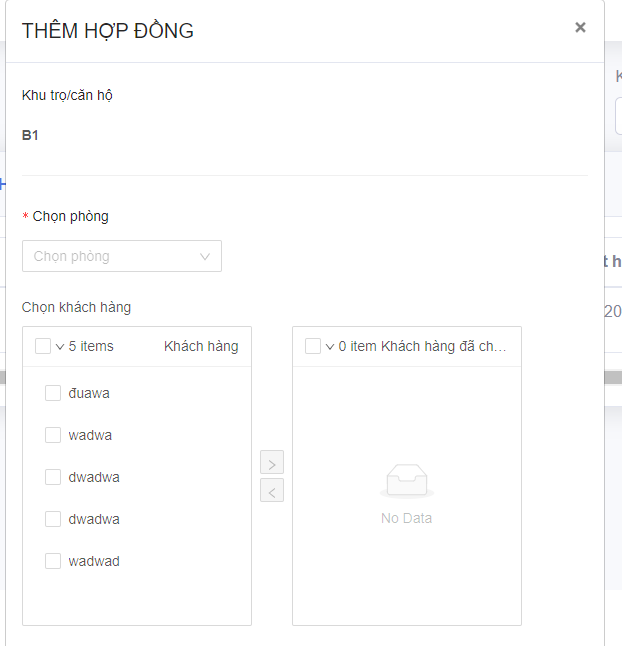 THÊM HỢP ĐỒNG ×
Khu trọ/căn hộ
B1
* Chọn phòng
Chọn phòng
Chọn khách hàng
5 items Khách hàng
0 item Khách hàng đã ch...
đuawa
wadwa
dwadwa
dwadwa
wadwad
No Data
20